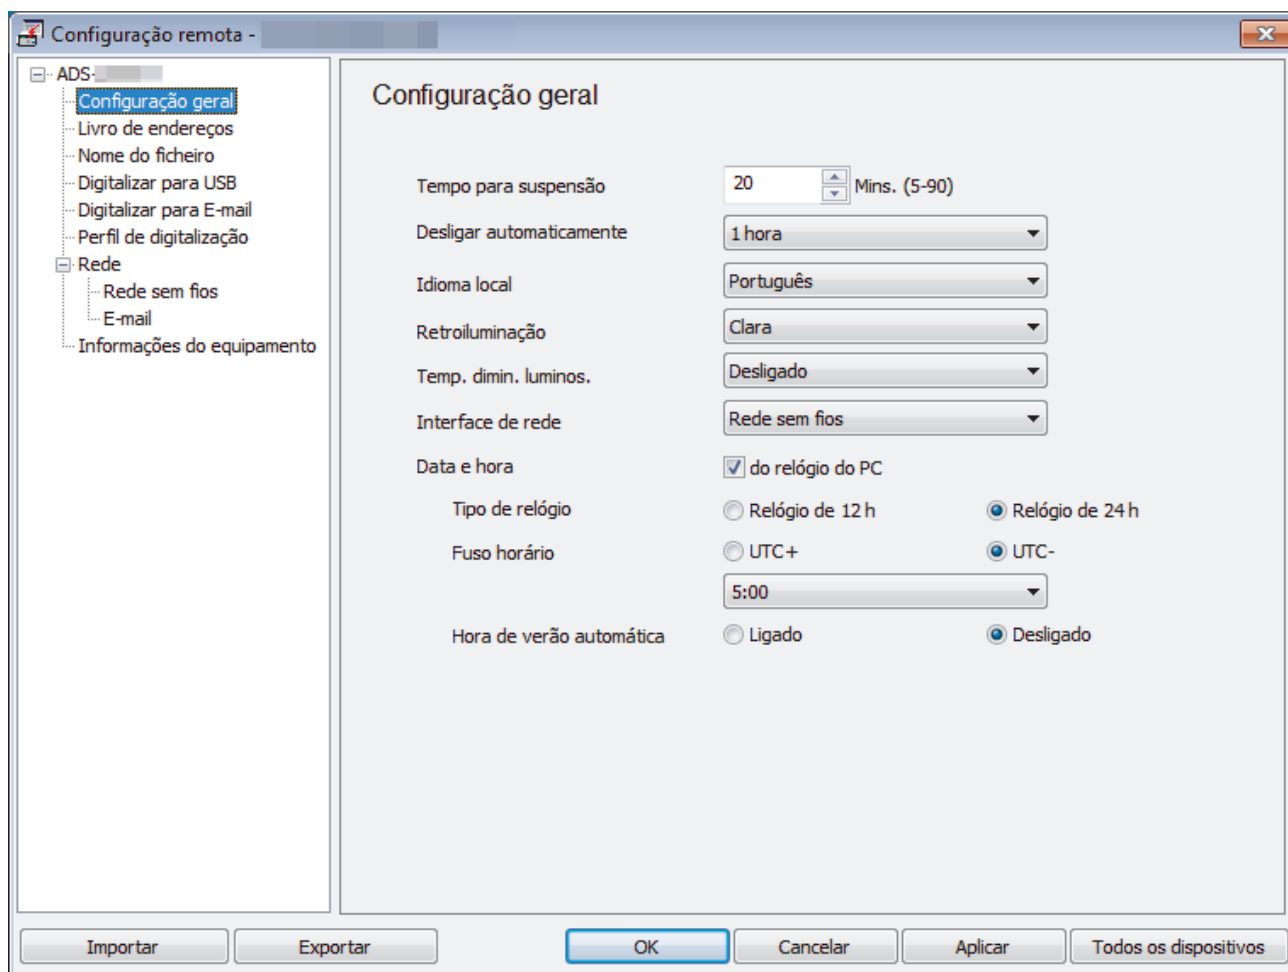 Configuração remota -
ADS-
Configuração geral
Livro de endereços
Nome do ficheiro
Digitalizar para USB
Digitalizar para E-mail
Perfil de digitalização
Rede
Rede sem fios
E-mail
Informações do equipamento
Configuração geral
Tempo para suspensão 20 Mins. (5-90)
Desligar automaticamente 1 hora
Idioma local Português
Retroiluminação Clara
Temp. dimin. luminos. Desligado
Interface de rede Rede sem fios
Data e hora do relógio do PC
Tipo de relógio Relógio de 12 h Relógio de 24 h
Fuso horário UTC+ UTC-
5:00
Hora de verão automática Ligado Desligado
Importar Exportar OK Cancelar Aplicar Todos os dispositivos